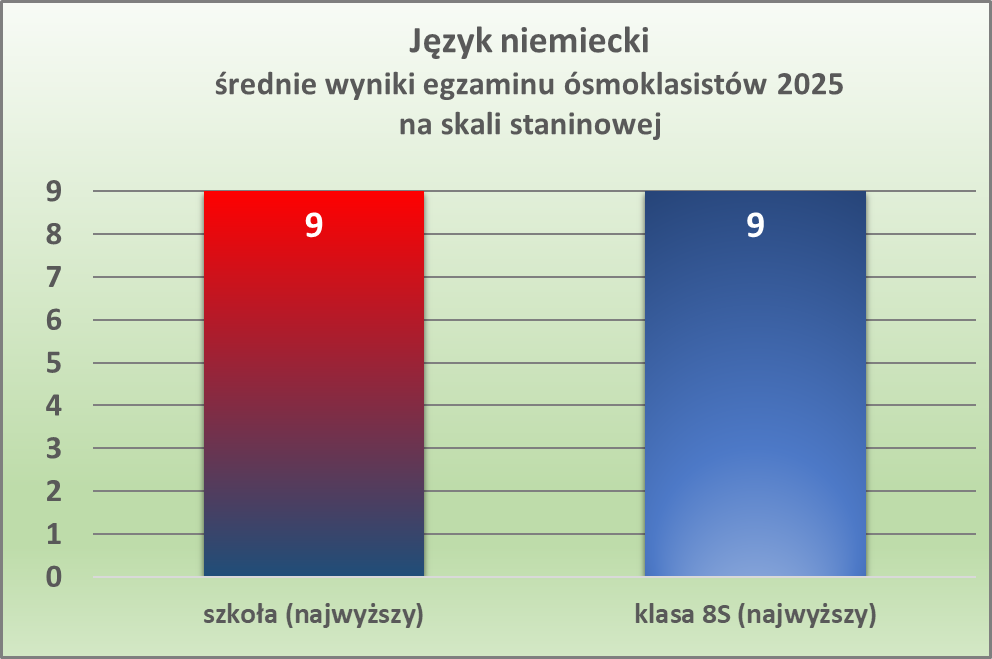 Język niemiecki
średnie wyniki egzaminu ósmoklasistów 2025
na skali staninowej
9
8
7
6
5
4
3
2
1
0
9
9
szkoła (najwyższy)
klasa 8S (najwyższy)